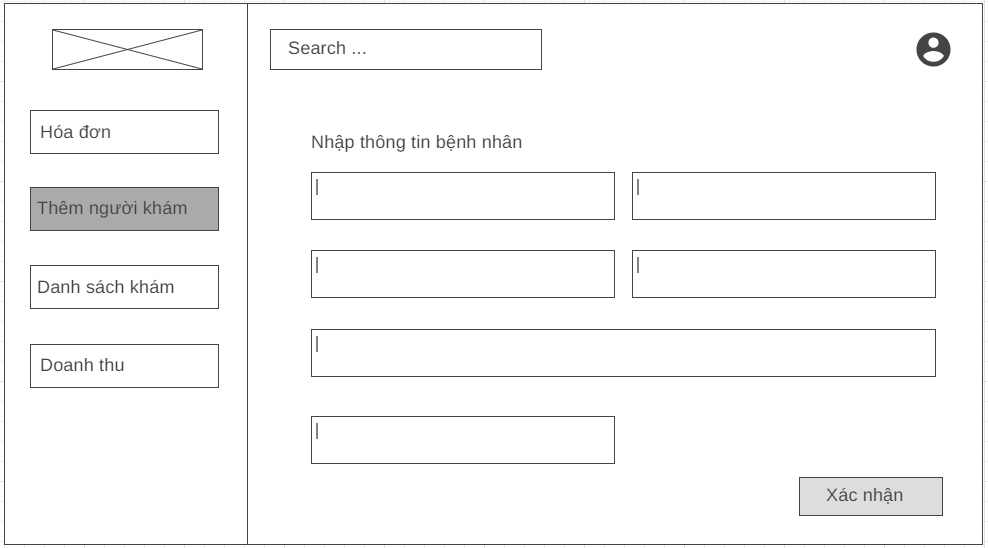 Search ...
Hóa đơn
Thêm người khám
Danh sách khám
Doanh thu
Nhập thông tin bệnh nhân
Xác nhận